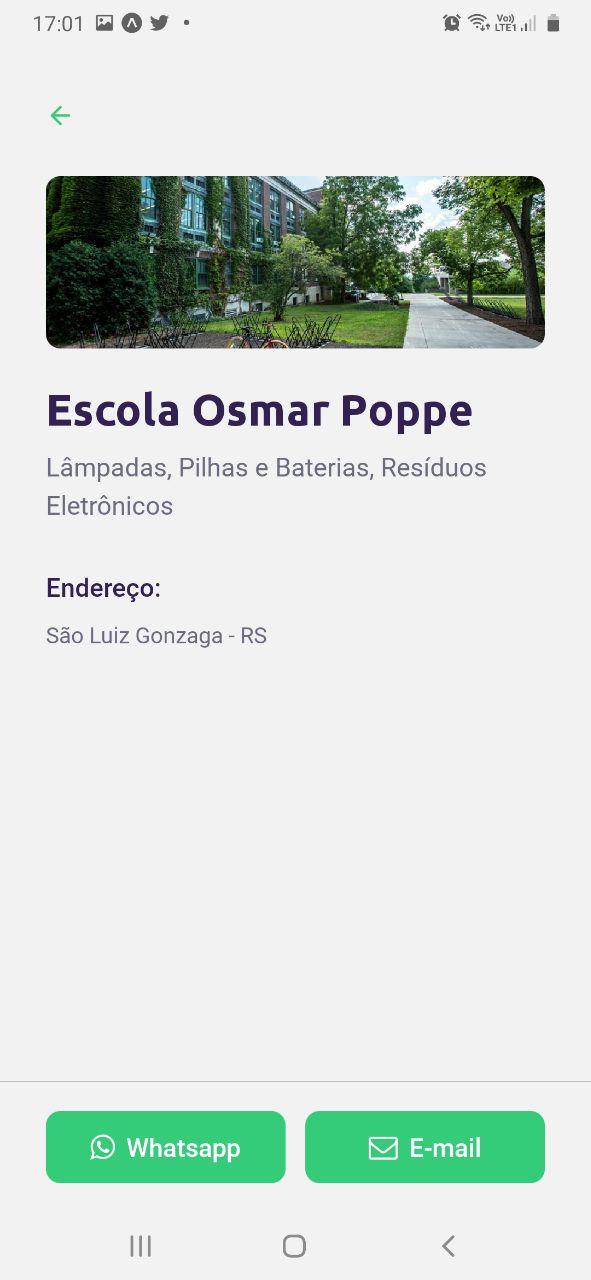 17:01
Vo))
LTE1
Escola Osmar Poppe
Lâmpadas, Pilhas e Baterias, Resíduos
Eletrônicos
Endereço:
São Luiz Gonzaga - RS
Whatsapp
E-mail